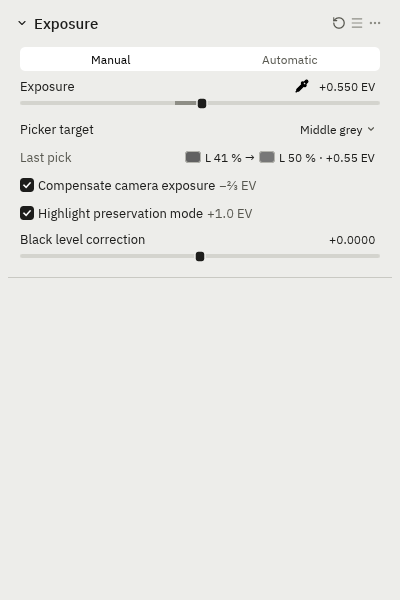 Exposure
Manual Automatic
Exposure +0.550 EV
Picker target Middle grey
Last pick L 41 % → L 50 % · +0.55 EV
Compensate camera exposure −⅔ EV
Highlight preservation mode +1.0 EV
Black level correction +0.0000